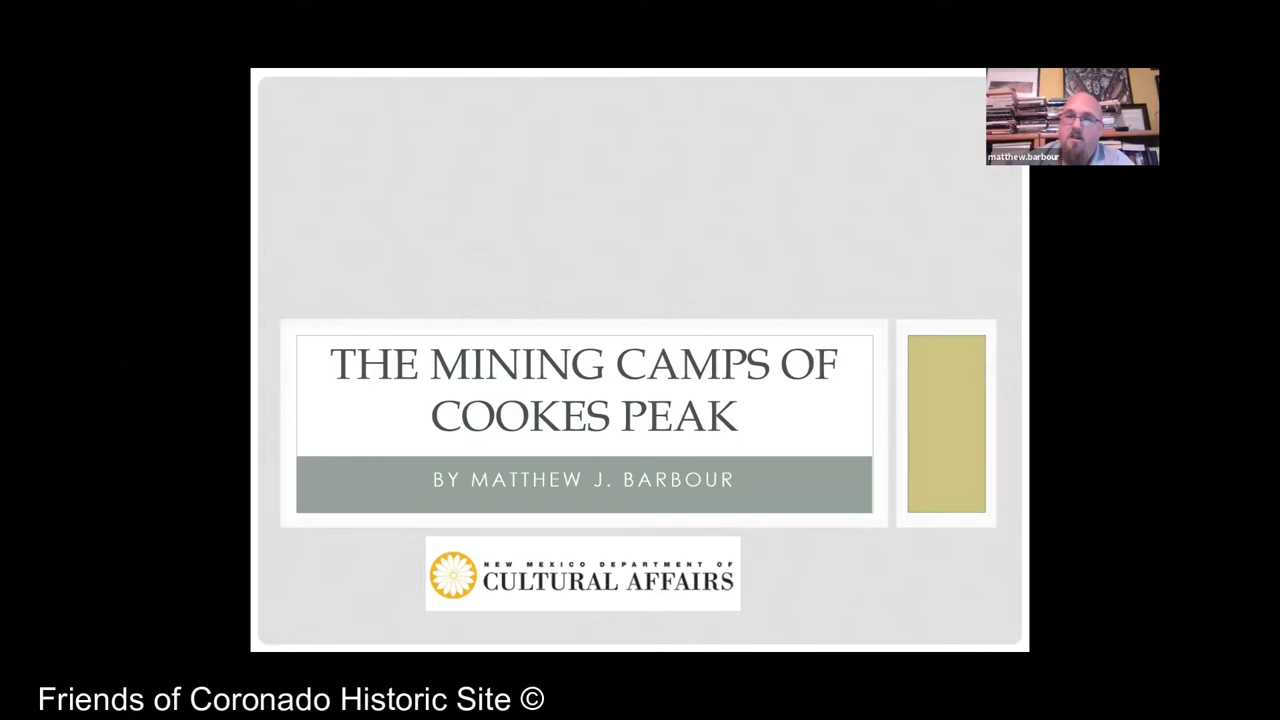 matthew.barbour
THE MINING CAMPS OF
COOKES PEAK
BY MATTHEW J. BARBOUR
NEW MEXICO DEPARTMENT OF
CULTURAL AFFAIRS
Friends of Coronado Historic Site ©